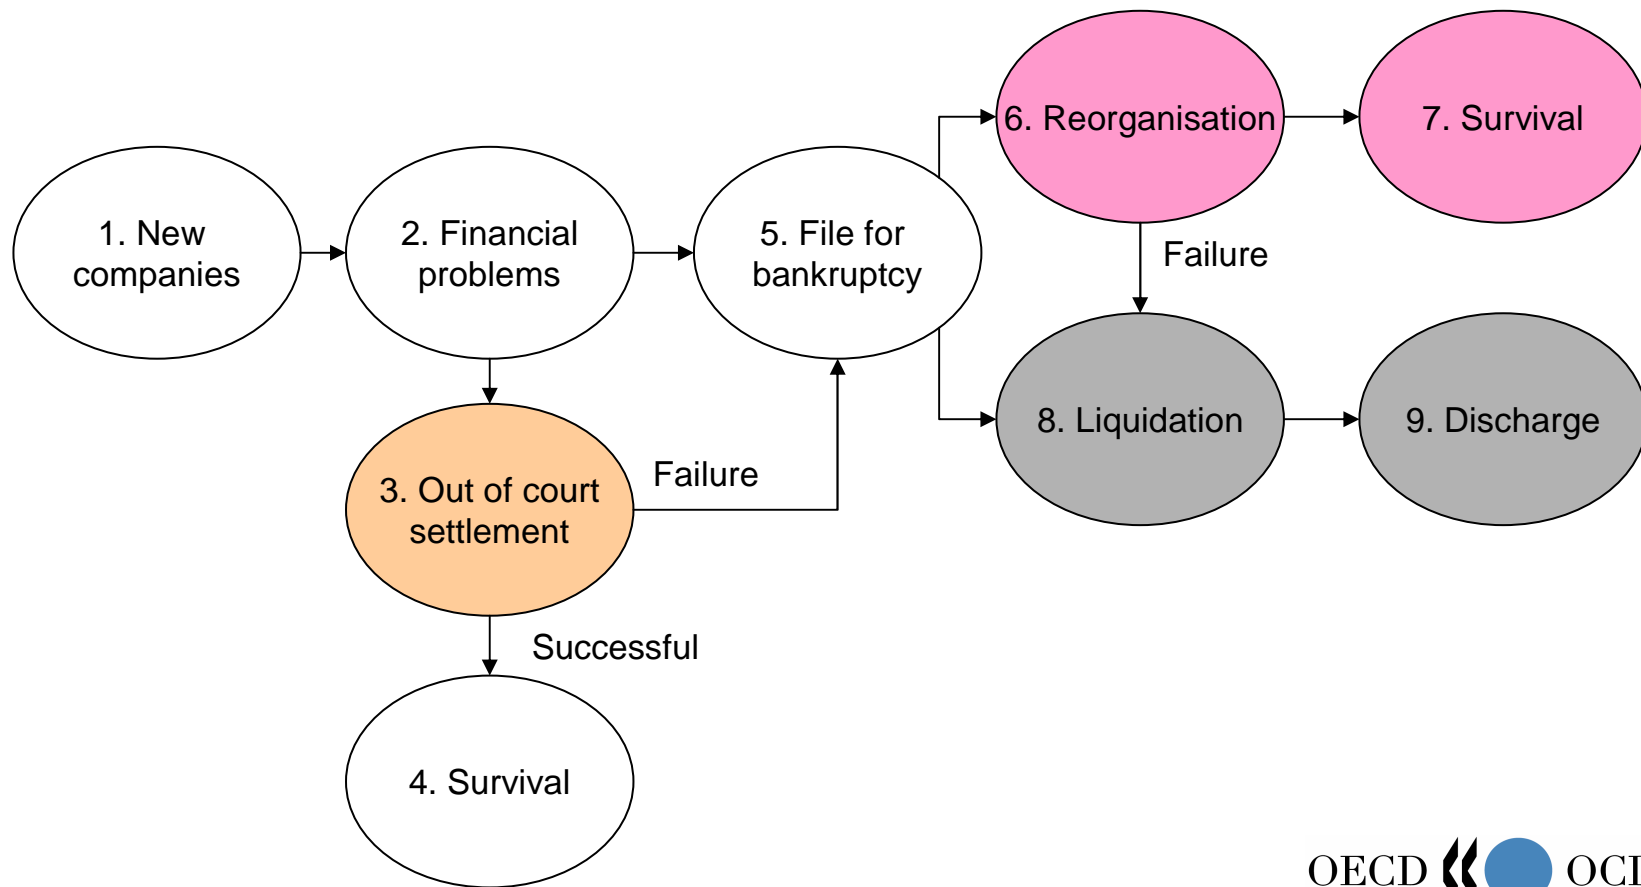 1. New
companies
2. Financial
problems
3. Out of court
settlement
Failure
Successful
4. Survival
5. File for
bankruptcy
6. Reorganisation
7. Survival
Failure
8. Liquidation
9. Discharge
OECD